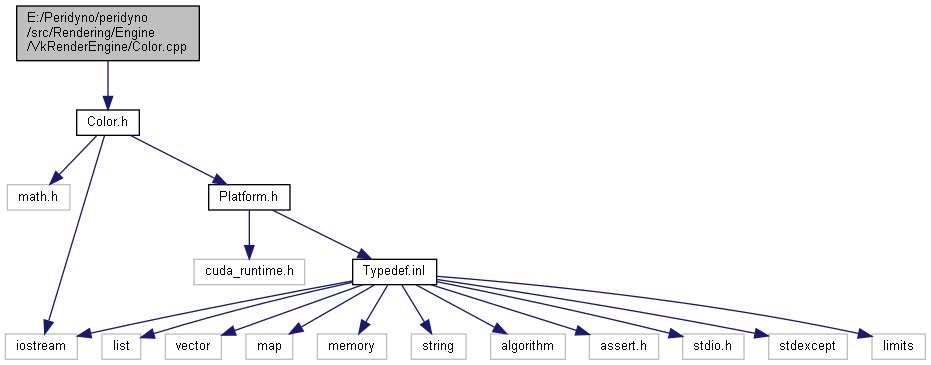 E:/Peridyno/peridyno
/src/Rendering/Engine
/VkRenderEngine/Color.cpp
Color.h
math.h
Platform.h
cuda_runtime.h
Typedef.inl
iostream
list
vector
map
memory
string
algorithm
assert.h
stdio.h
stdexcept
limits